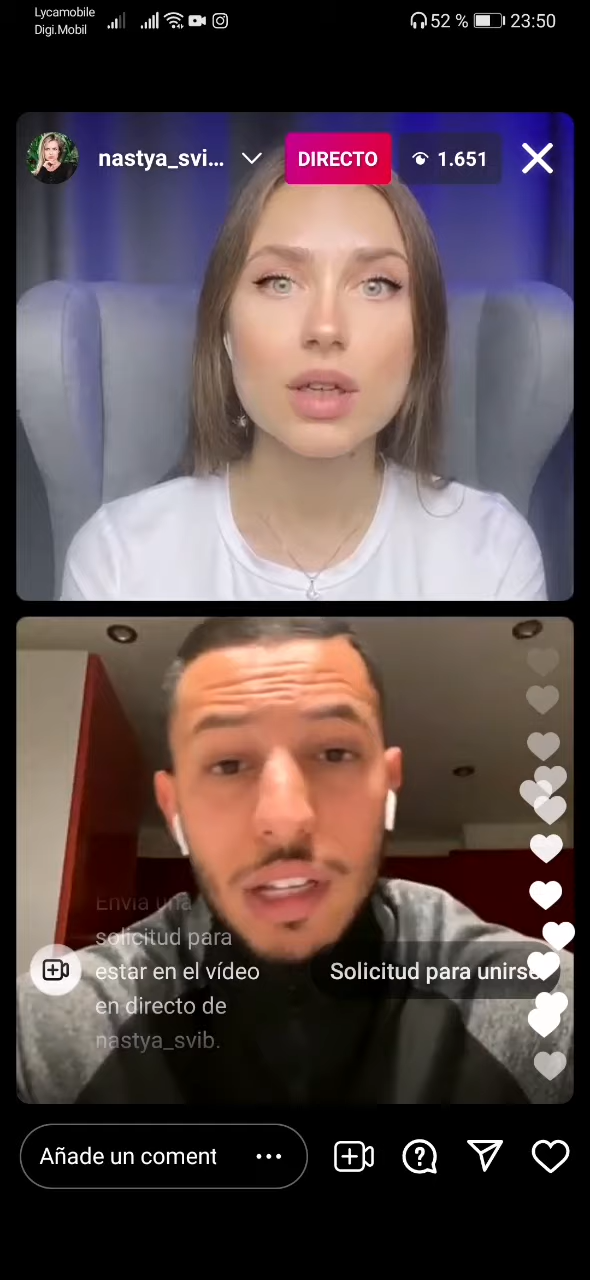 Lycamobile
Digi.Mobil
52 % 23:50
nastya_svi... DIRECTO 1.651
Envía una
solicitud para
estar en el vídeo
en directo de
nastya_svib.
Solicitud para unirse
Añade un coment